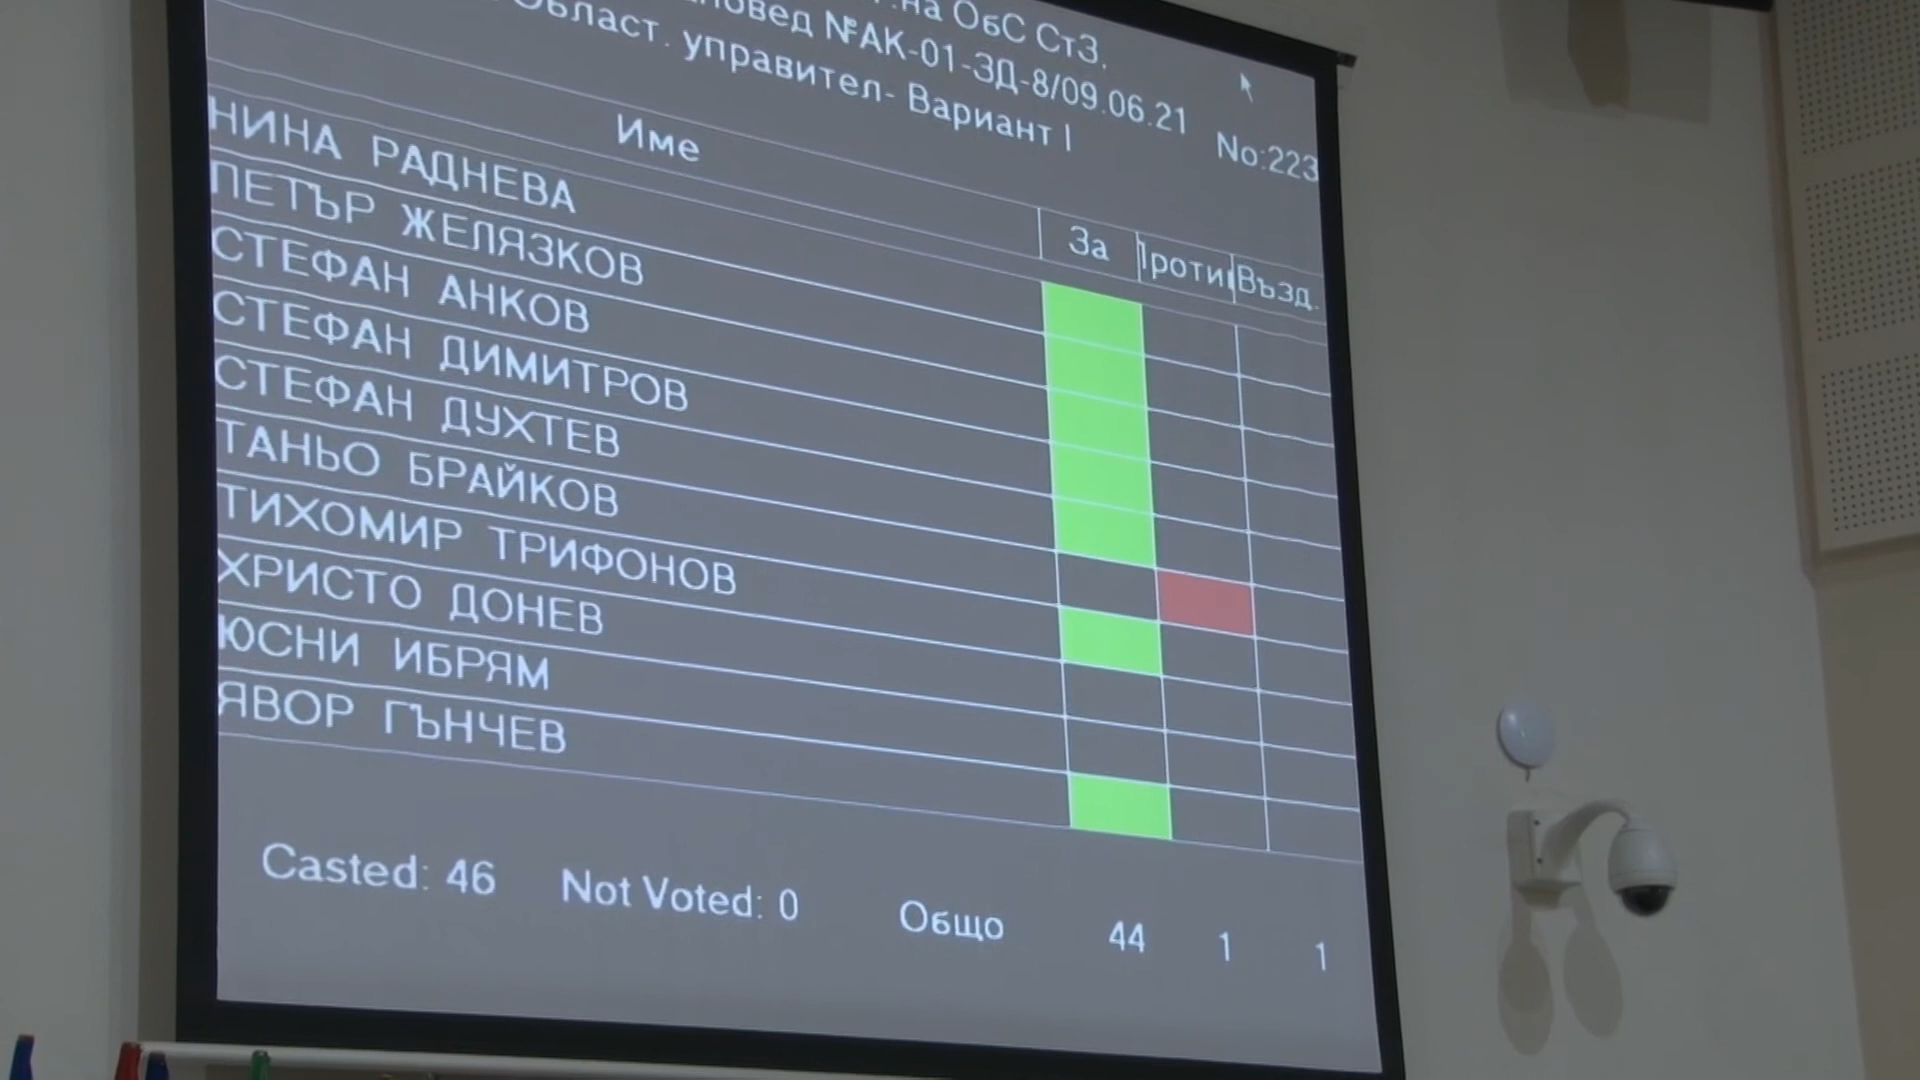 на ОбС СтЗ.
№АК-01-ЗД-8/09.06.21
Област. управител- Вариант I
No:223
Име За Проти Възд.
НИНА РАДНЕВА
ПЕТЪР ЖЕЛЯЗКОВ
СТЕФАН АНКОВ
СТЕФАН ДИМИТРОВ
СТЕФАН ДУХТЕВ
ТАНЬО БРАЙКОВ
ТИХОМИР ТРИФОНОВ
ХРИСТО ДОНЕВ
ЮСНИ ИБРЯМ
ЯВОР ГЪНЧЕВ
Casted: 46 Not Voted: 0 Общо 44 1 1